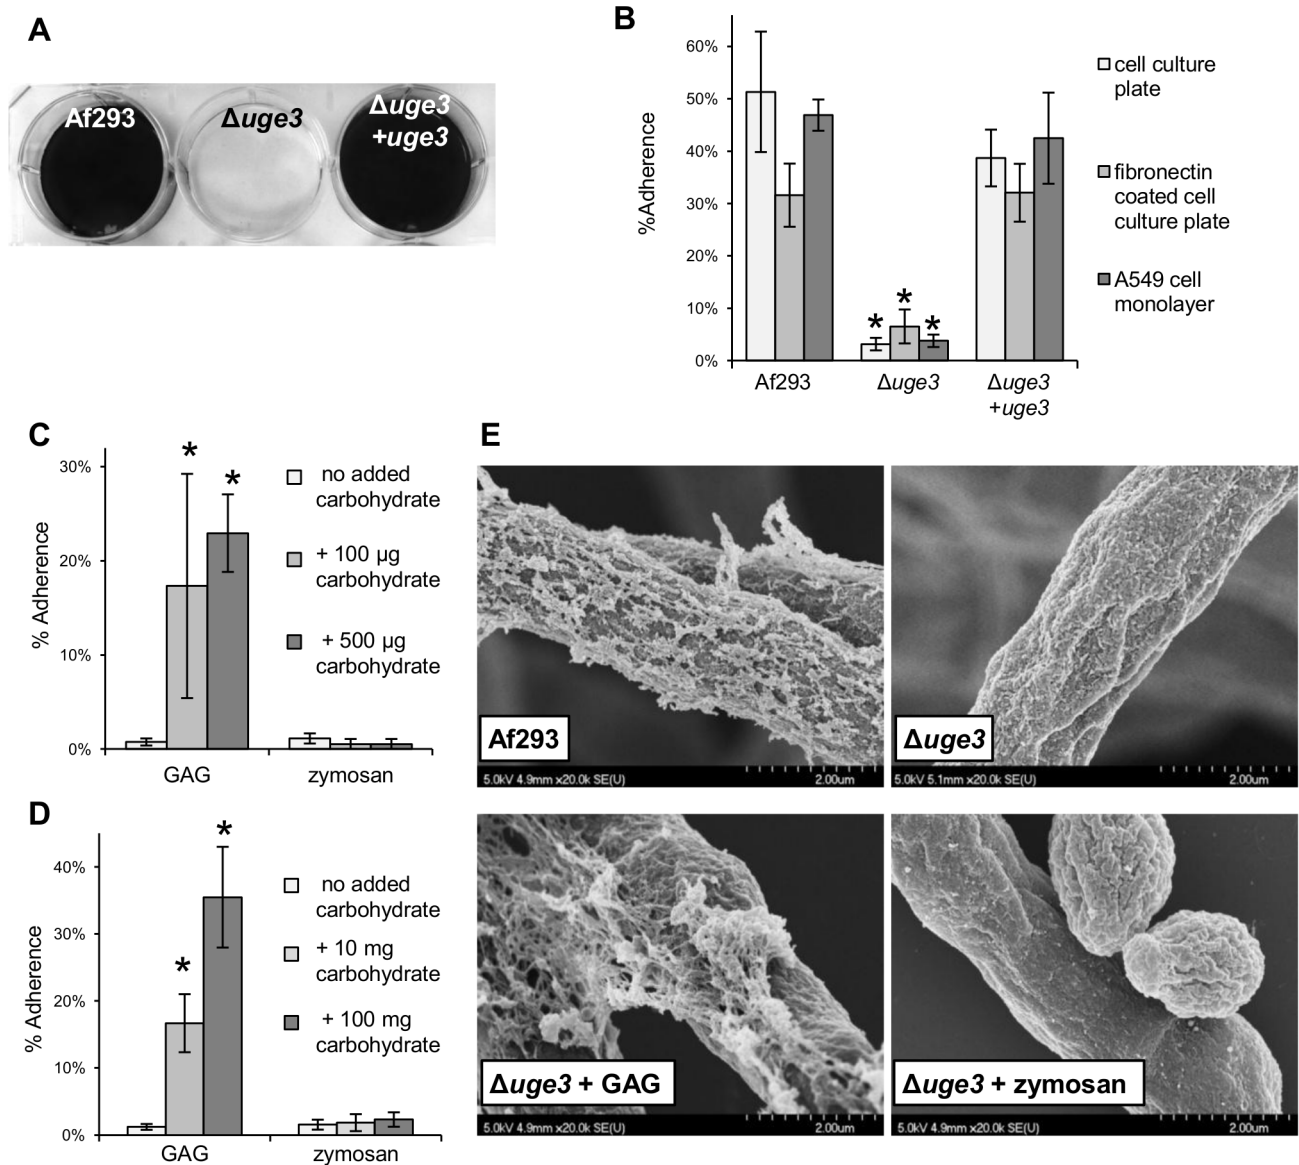 A
Af293
Δuge3
Δuge3
+uge3
B
60%
50%
40%
30%
20%
10%
0%
%Adherence
*
*
*
Af293
Δuge3
Δuge3
+uge3
cell culture
plate
fibronectin
coated cell
culture plate
A549 cell
monolayer
C
30%
20%
10%
0%
% Adherence
*
*
GAG
zymosan
no added
carbohydrate
+ 100 µg
carbohydrate
+ 500 µg
carbohydrate
D
40%
30%
20%
10%
0%
% Adherence
*
*
GAG
zymosan
no added
carbohydrate
+ 10 mg
carbohydrate
+ 100 mg
carbohydrate
E
Af293
5.0kV 4.9mm x20.0k SE(U)
2.00um
Δuge3
5.0kV 5.1mm x20.0k SE(U)
2.00um
Δuge3 + GAG
5.0kV 4.9mm x20.0k SE(U)
2.00um
Δuge3 + zymosan
5.0kV 4.9mm x20.0k SE(U)
2.00um